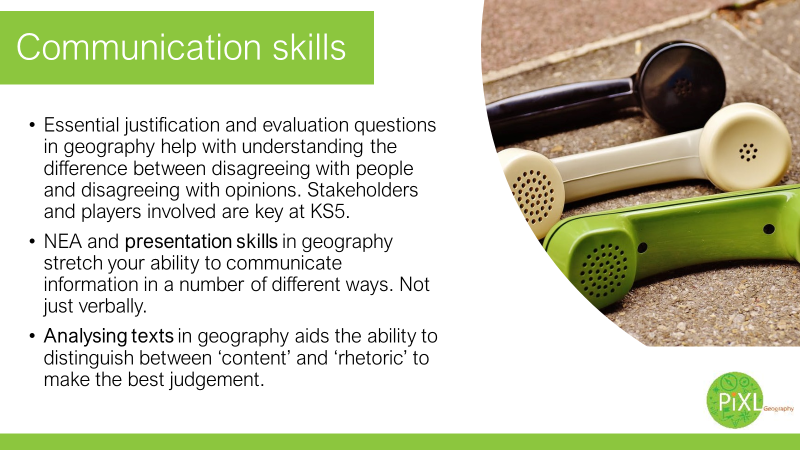 Communication skills
• Essential justification and evaluation questions
in geography help with understanding the
difference between disagreeing with people
and disagreeing with opinions. Stakeholders
and players involved are key at KS5.
• NEA and presentation skills in geography
stretch your ability to communicate
information in a number of different ways. Not
just verbally.
• Analysing texts in geography aids the ability to
distinguish between ‘content’ and ‘rhetoric’ to
make the best judgement.
PiXL Geography